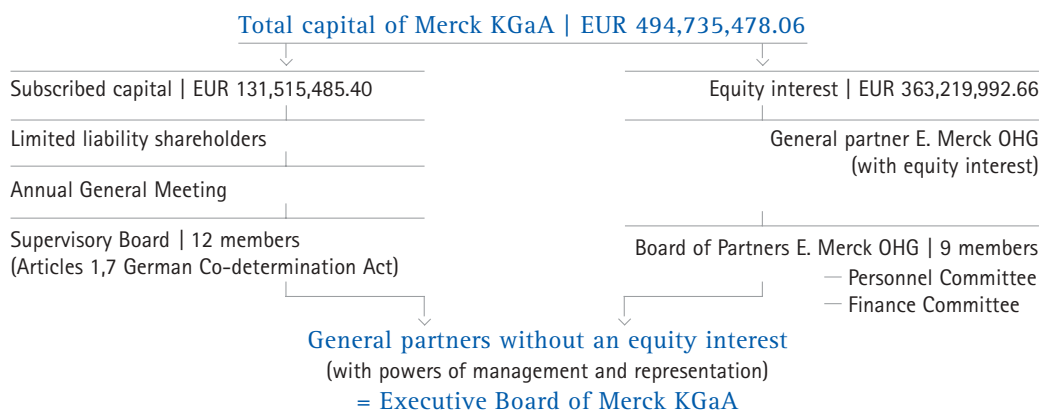 Total capital of Merck KGaA | EUR 494,735,478.06
Subscribed capital | EUR 131,515,485.40
Limited liability shareholders
Annual General Meeting
Supervisory Board | 12 members
(Articles 1,7 German Co-determination Act)
Equity interest | EUR 363,219,992.66
General partner E. Merck OHG
(with equity interest)
Board of Partners E. Merck OHG | 9 members
— Personnel Committee
— Finance Committee
General partners without an equity interest
(with powers of management and representation)
= Executive Board of Merck KGaA